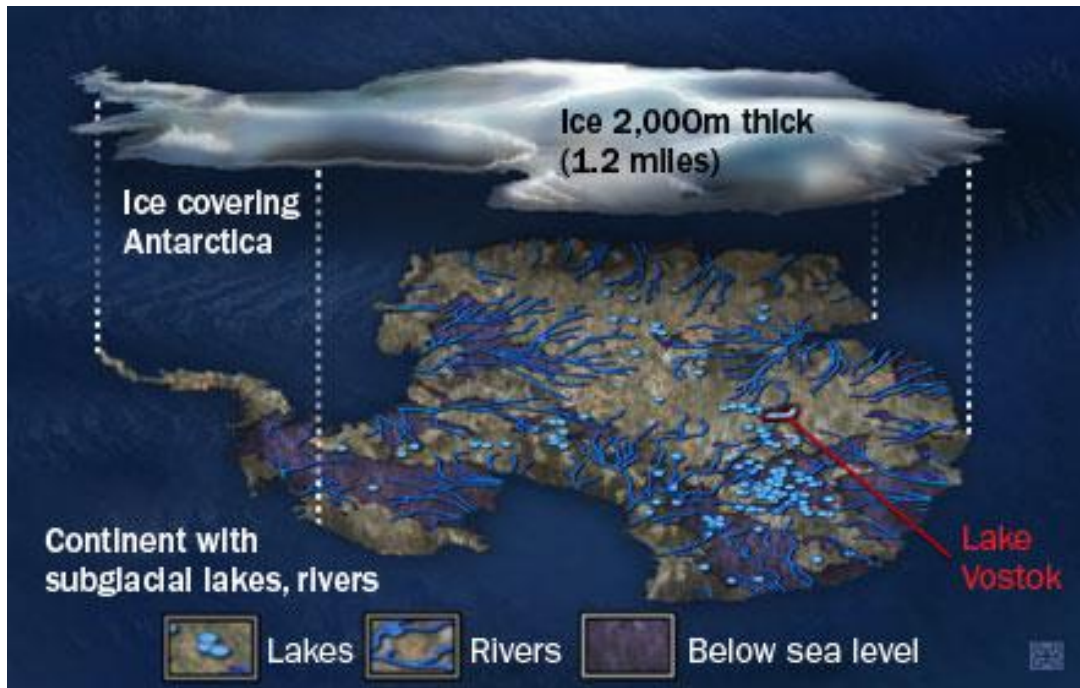 Ice 2,000m thick
(1.2 miles)
Ice covering
Antarctica
Lake
Vostok
Continent with
subglacial lakes, rivers
Lakes
Rivers
Below sea level